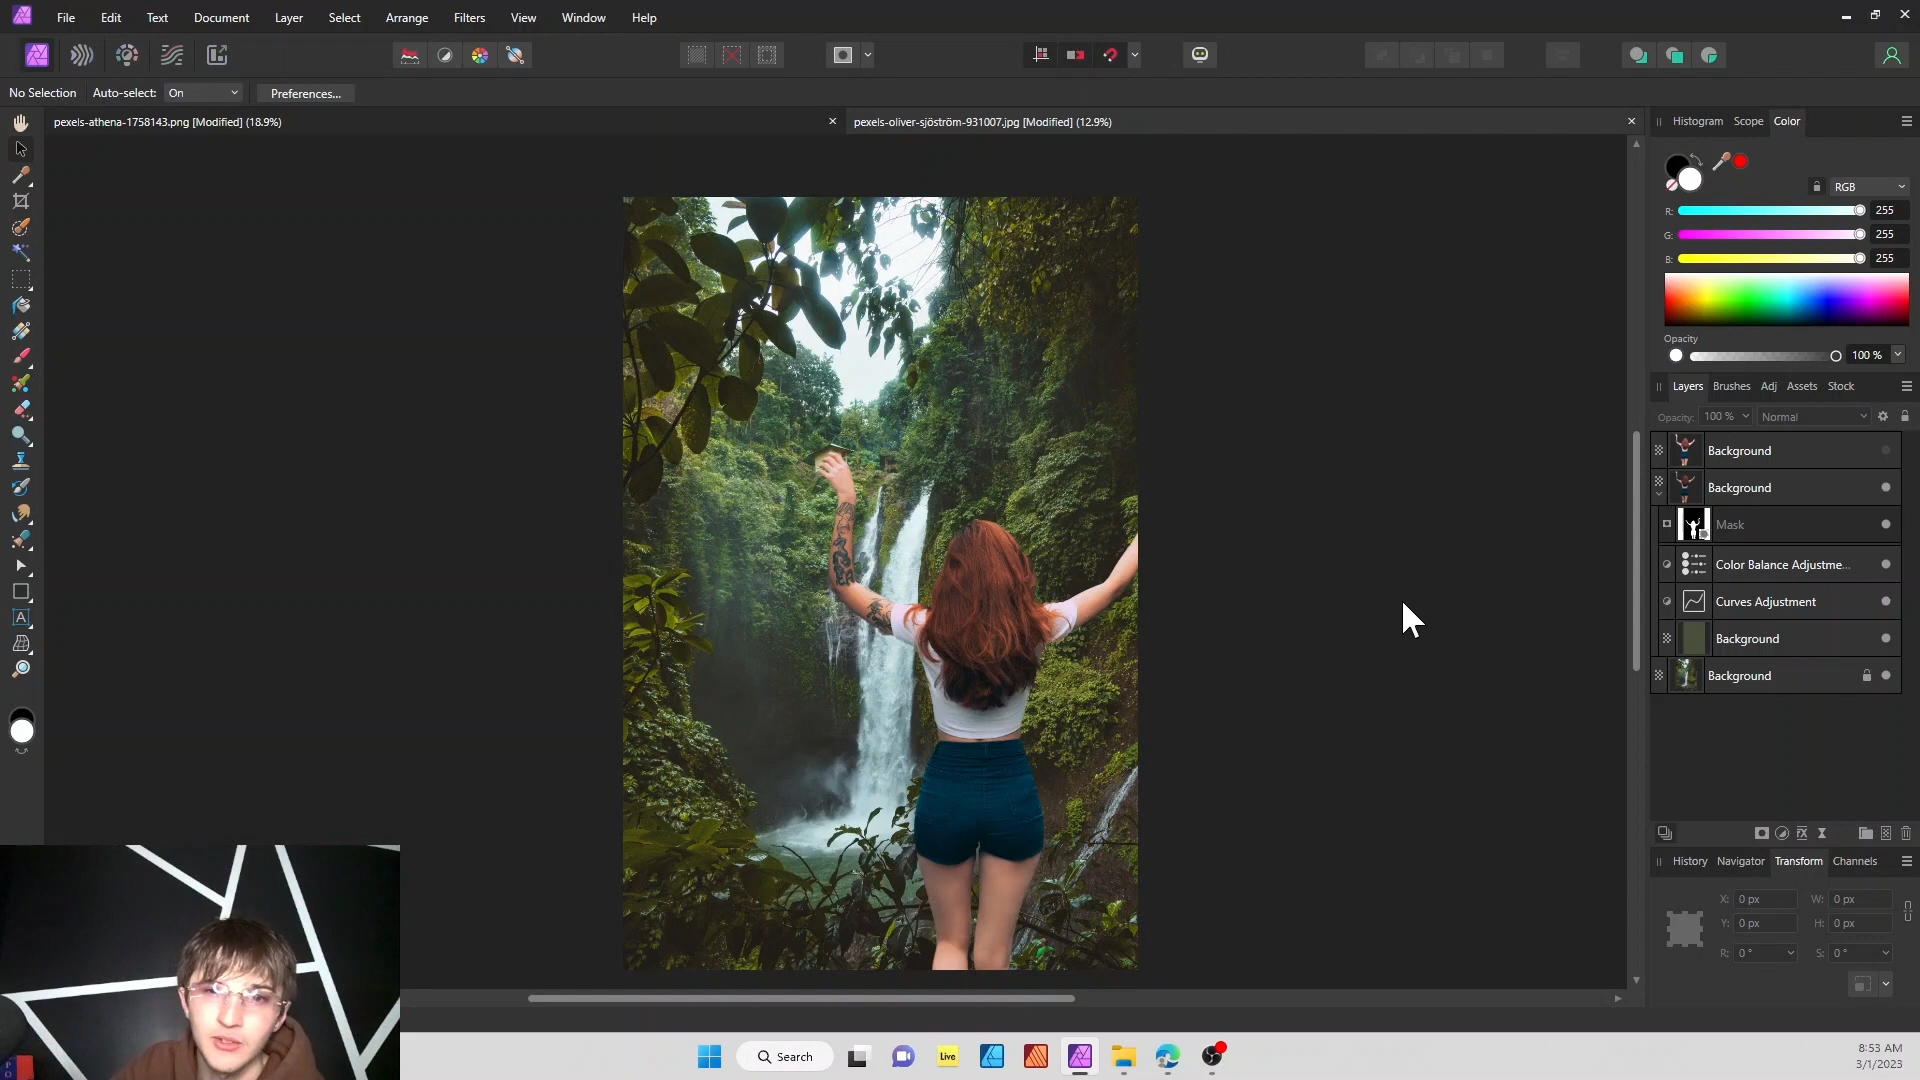 File Edit Text Document Layer Select Arrange Filters View Window Help
No Selection Auto-select: On Preferences...
pexels-athena-1758143.png [Modified] (18.9%)
pexels-oliver-sjöström-931007.jpg [Modified] (12.9%)
Histogram Scope Color
RGB
R: 255
G: 255
B: 255
Opacity
100 %
Layers Brushes Adj Assets Stock
Opacity: 100 % Normal
Background
Background
Mask
Color Balance Adjustme...
Curves Adjustment
Background
Background
History Navigator Transform Channels
X: 0 px W: 0 px
Y: 0 px H: 0 px
R: 0 ° S: 0 °
Search
Live
8:53 AM
3/1/2023